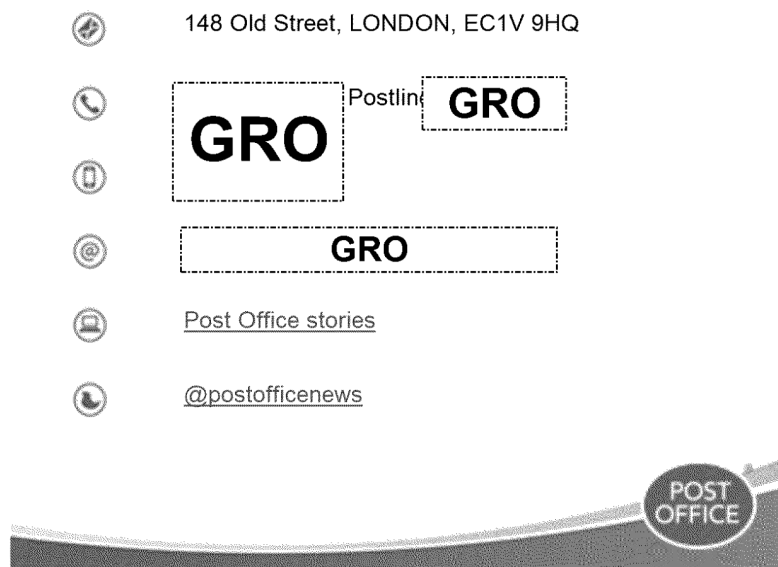 148 Old Street, LONDON, EC1V 9HQ
GRO Postlin GRO
GRO
Post Office stories
@postofficenews
POST
OFFICE